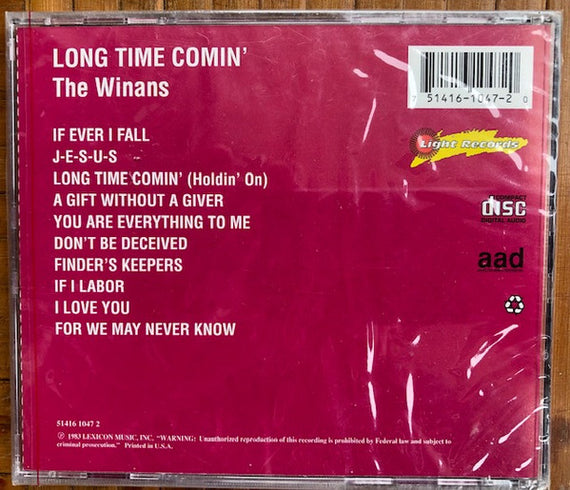 LONG TIME COMIN'
The Winans
7 51416-1047-2 0
IF EVER I FALL
J-E-S-U-S
LONG TIME COMIN' (Holdin' On)
A GIFT WITHOUT A GIVER
YOU ARE EVERYTHING TO ME
DON'T BE DECEIVED
FINDER'S KEEPERS
IF I LABOR
I LOVE YOU
FOR WE MAY NEVER KNOW
Light Records
COMPACT
disc
DIGITAL AUDIO
aad
51416 1047 2
℗ 1983 LEXICON MUSIC, INC. "WARNING: Unauthorized reproduction of this recording is prohibited by Federal law and subject to
criminal prosecution." Printed in U.S.A.